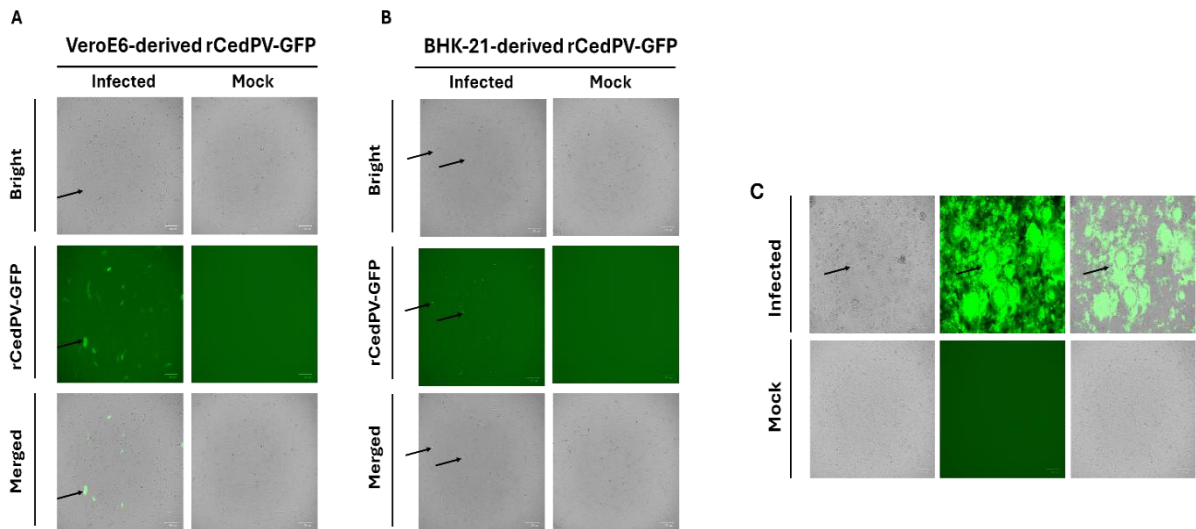 A
VeroE6-derived rCedPV-GFP
Infected
Mock
Bright
rCedPV-GFP
Merged
B
BHK-21-derived rCedPV-GFP
Infected
Mock
Bright
rCedPV-GFP
Merged
C
Infected
Mock